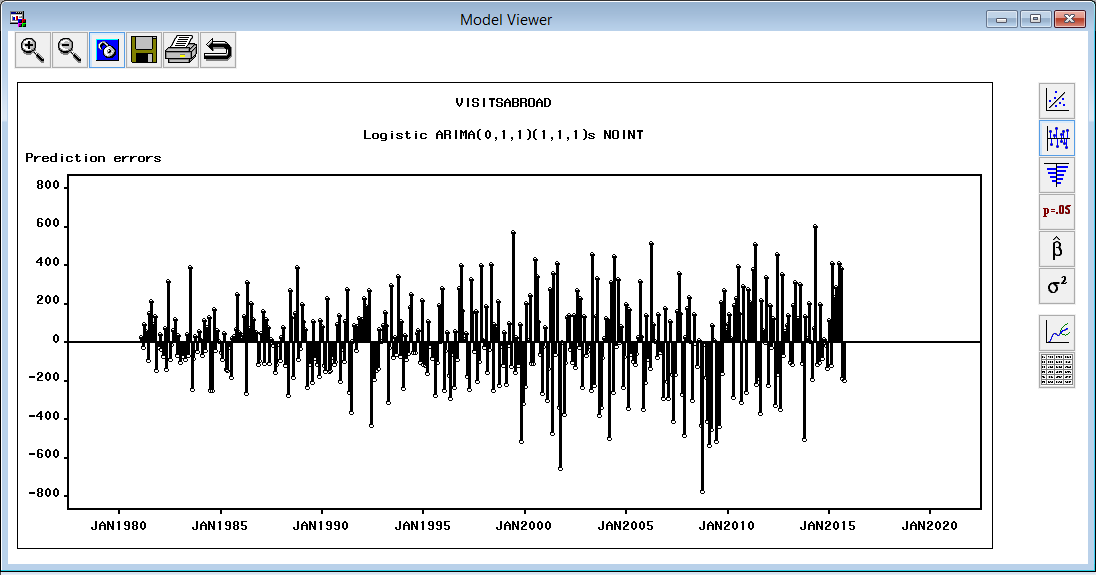 Model Viewer
VISITSABROAD
Logistic ARIMA(0,1,1)(1,1,1)s NOINT
Prediction errors
800
600
400
200
0
-200
-400
-600
-800
JAN1980 JAN1985 JAN1990 JAN1995 JAN2000 JAN2005 JAN2010 JAN2015 JAN2020
p=.05
β̂
σ²